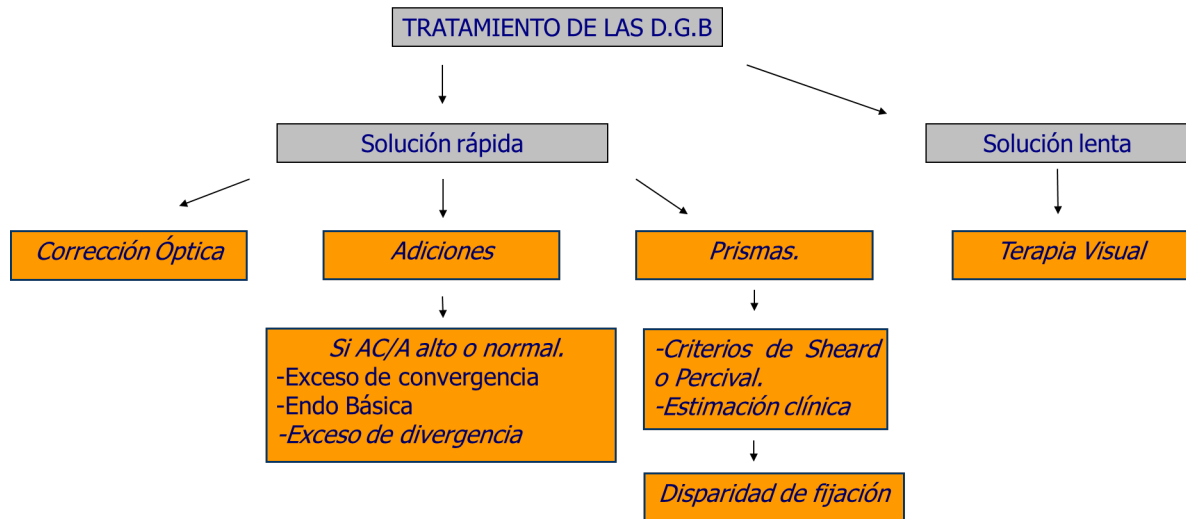 TRATAMIENTO DE LAS D.G.B
Solución rápida
Solución lenta
Corrección Óptica
Adiciones
Prismas.
Terapia Visual
Si AC/A alto o normal.
-Exceso de convergencia
-Endo Básica
-Exceso de divergencia
-Criterios de Sheard
o Percival.
-Estimación clínica
Disparidad de fijación